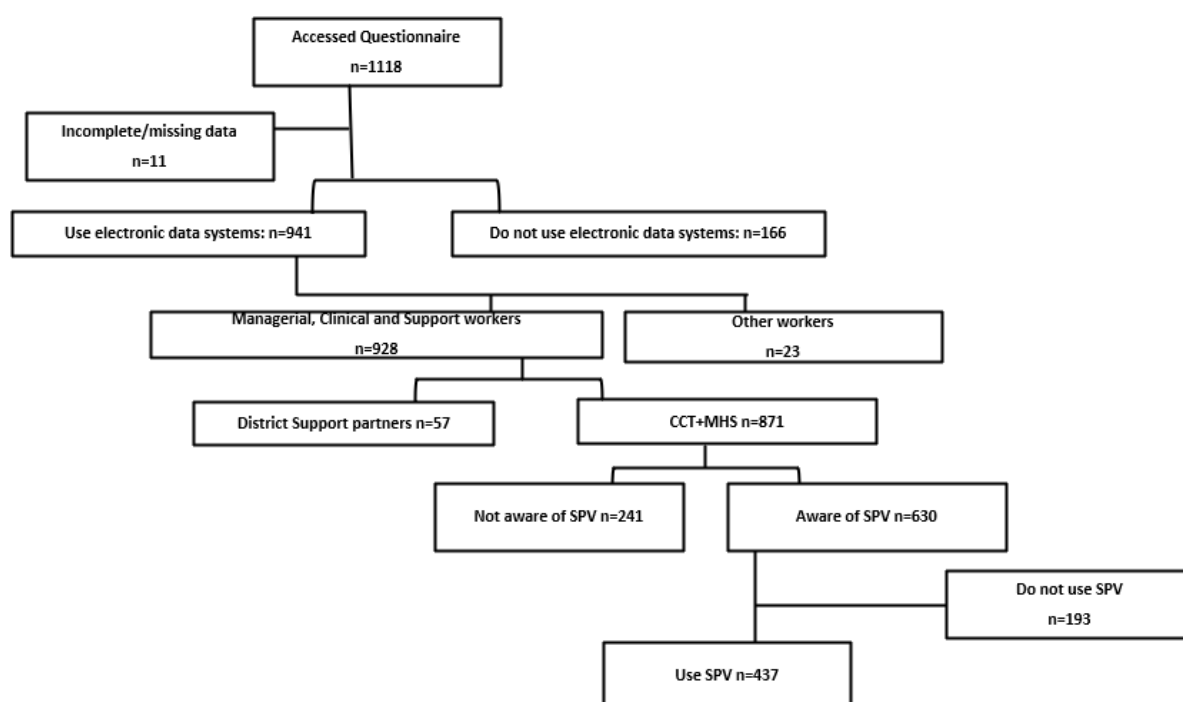 Accessed Questionnaire
n=1118
Incomplete/missing data
n=11
Use electronic data systems: n=941
Do not use electronic data systems: n=166
Managerial, Clinical and Support workers
n=928
Other workers
n=23
District Support partners n=57
CCT+MHS n=871
Not aware of SPV n=241
Aware of SPV n=630
Do not use SPV
n=193
Use SPV n=437